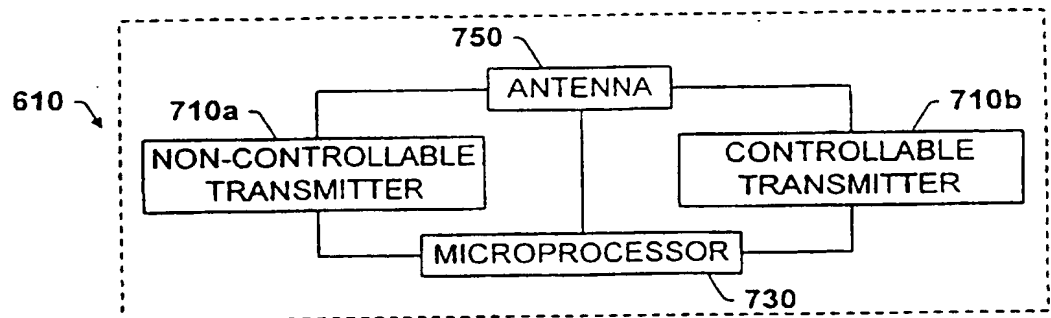 750
ANTENNA
610
710a
710b
NON-CONTROLLABLE
TRANSMITTER
CONTROLLABLE
TRANSMITTER
MICROPROCESSOR
730